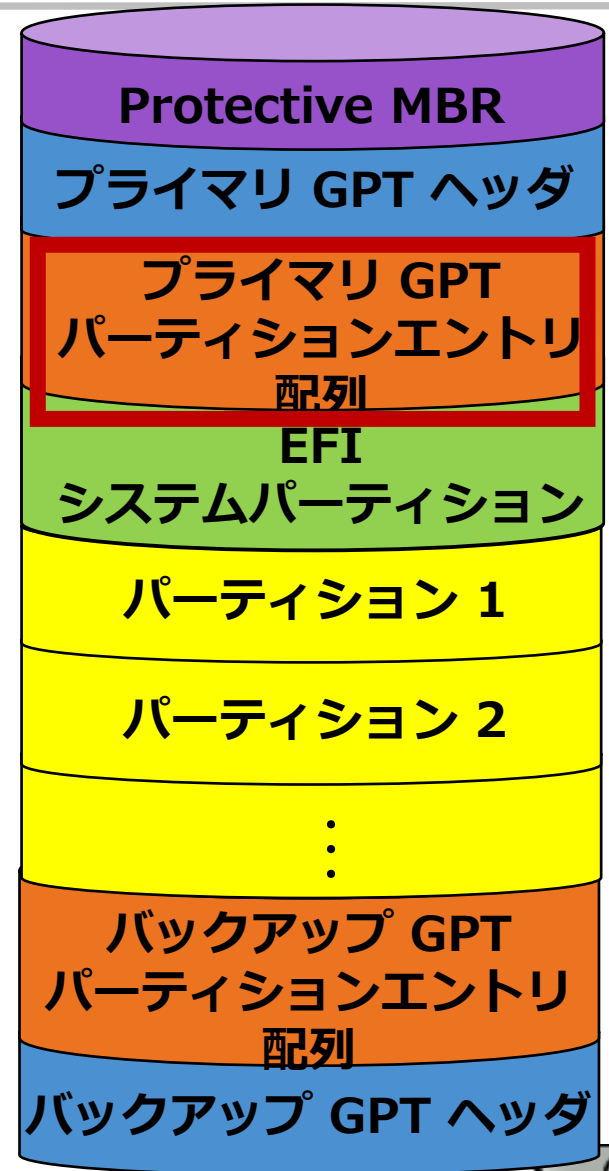 Protective MBR
プライマリ GPT ヘッダ
プライマリ GPT
パーティションエントリ
配列
EFI
システムパーティション
パーティション 1
パーティション 2
⋮
バックアップ GPT
パーティションエントリ
配列
バックアップ GPT ヘッダ